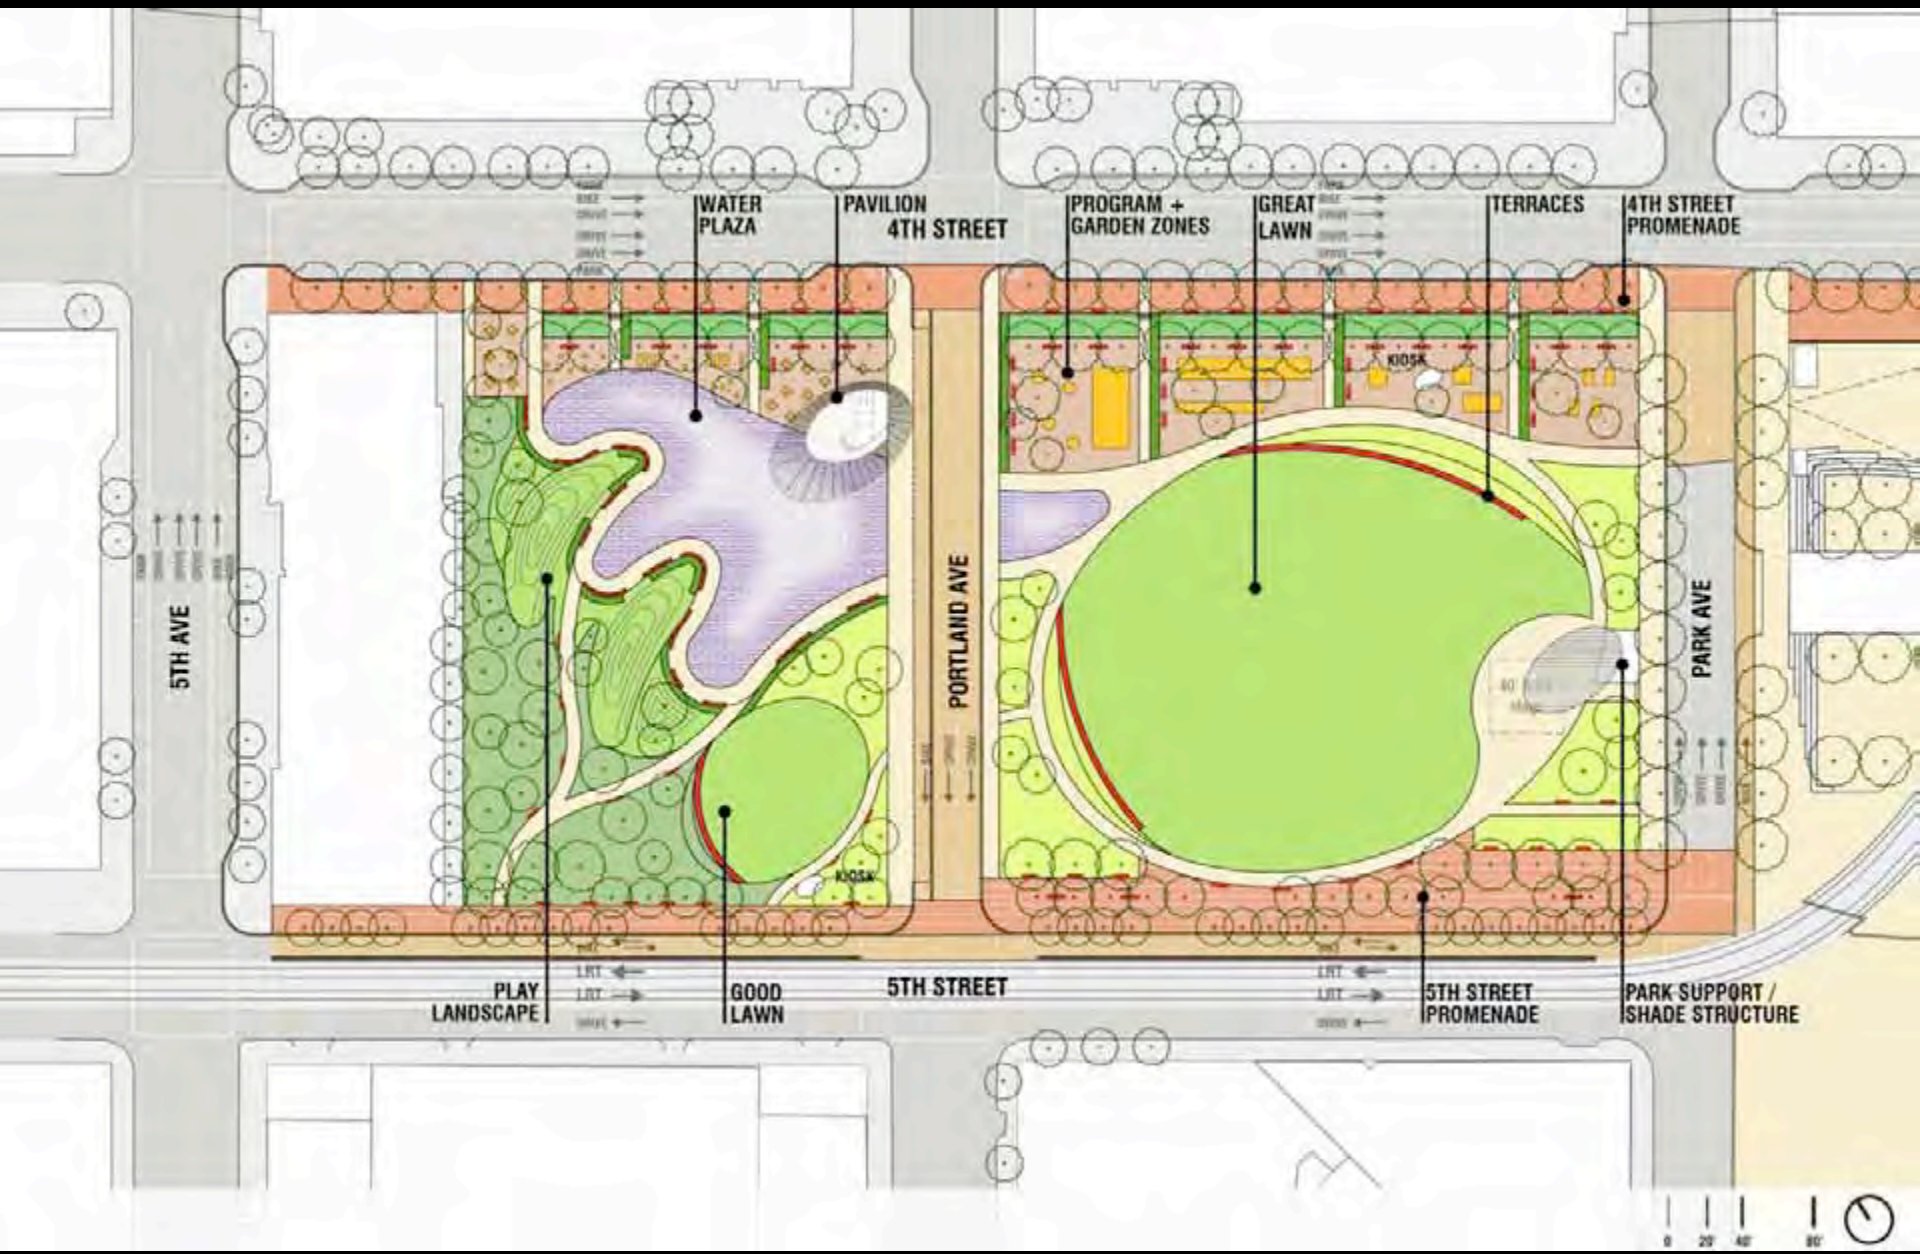 WATER
PLAZA
PAVILION
4TH STREET
PROGRAM +
GARDEN ZONES
GREAT
LAWN
TERRACES
4TH STREET
PROMENADE
KIOSK
5TH AVE
PORTLAND AVE
PARK AVE
KIOSK
LRT
LRT
LRT
LRT
5TH STREET
PLAY
LANDSCAPE
GOOD
LAWN
5TH STREET
PROMENADE
PARK SUPPORT /
SHADE STRUCTURE
0 20' 40' 80'